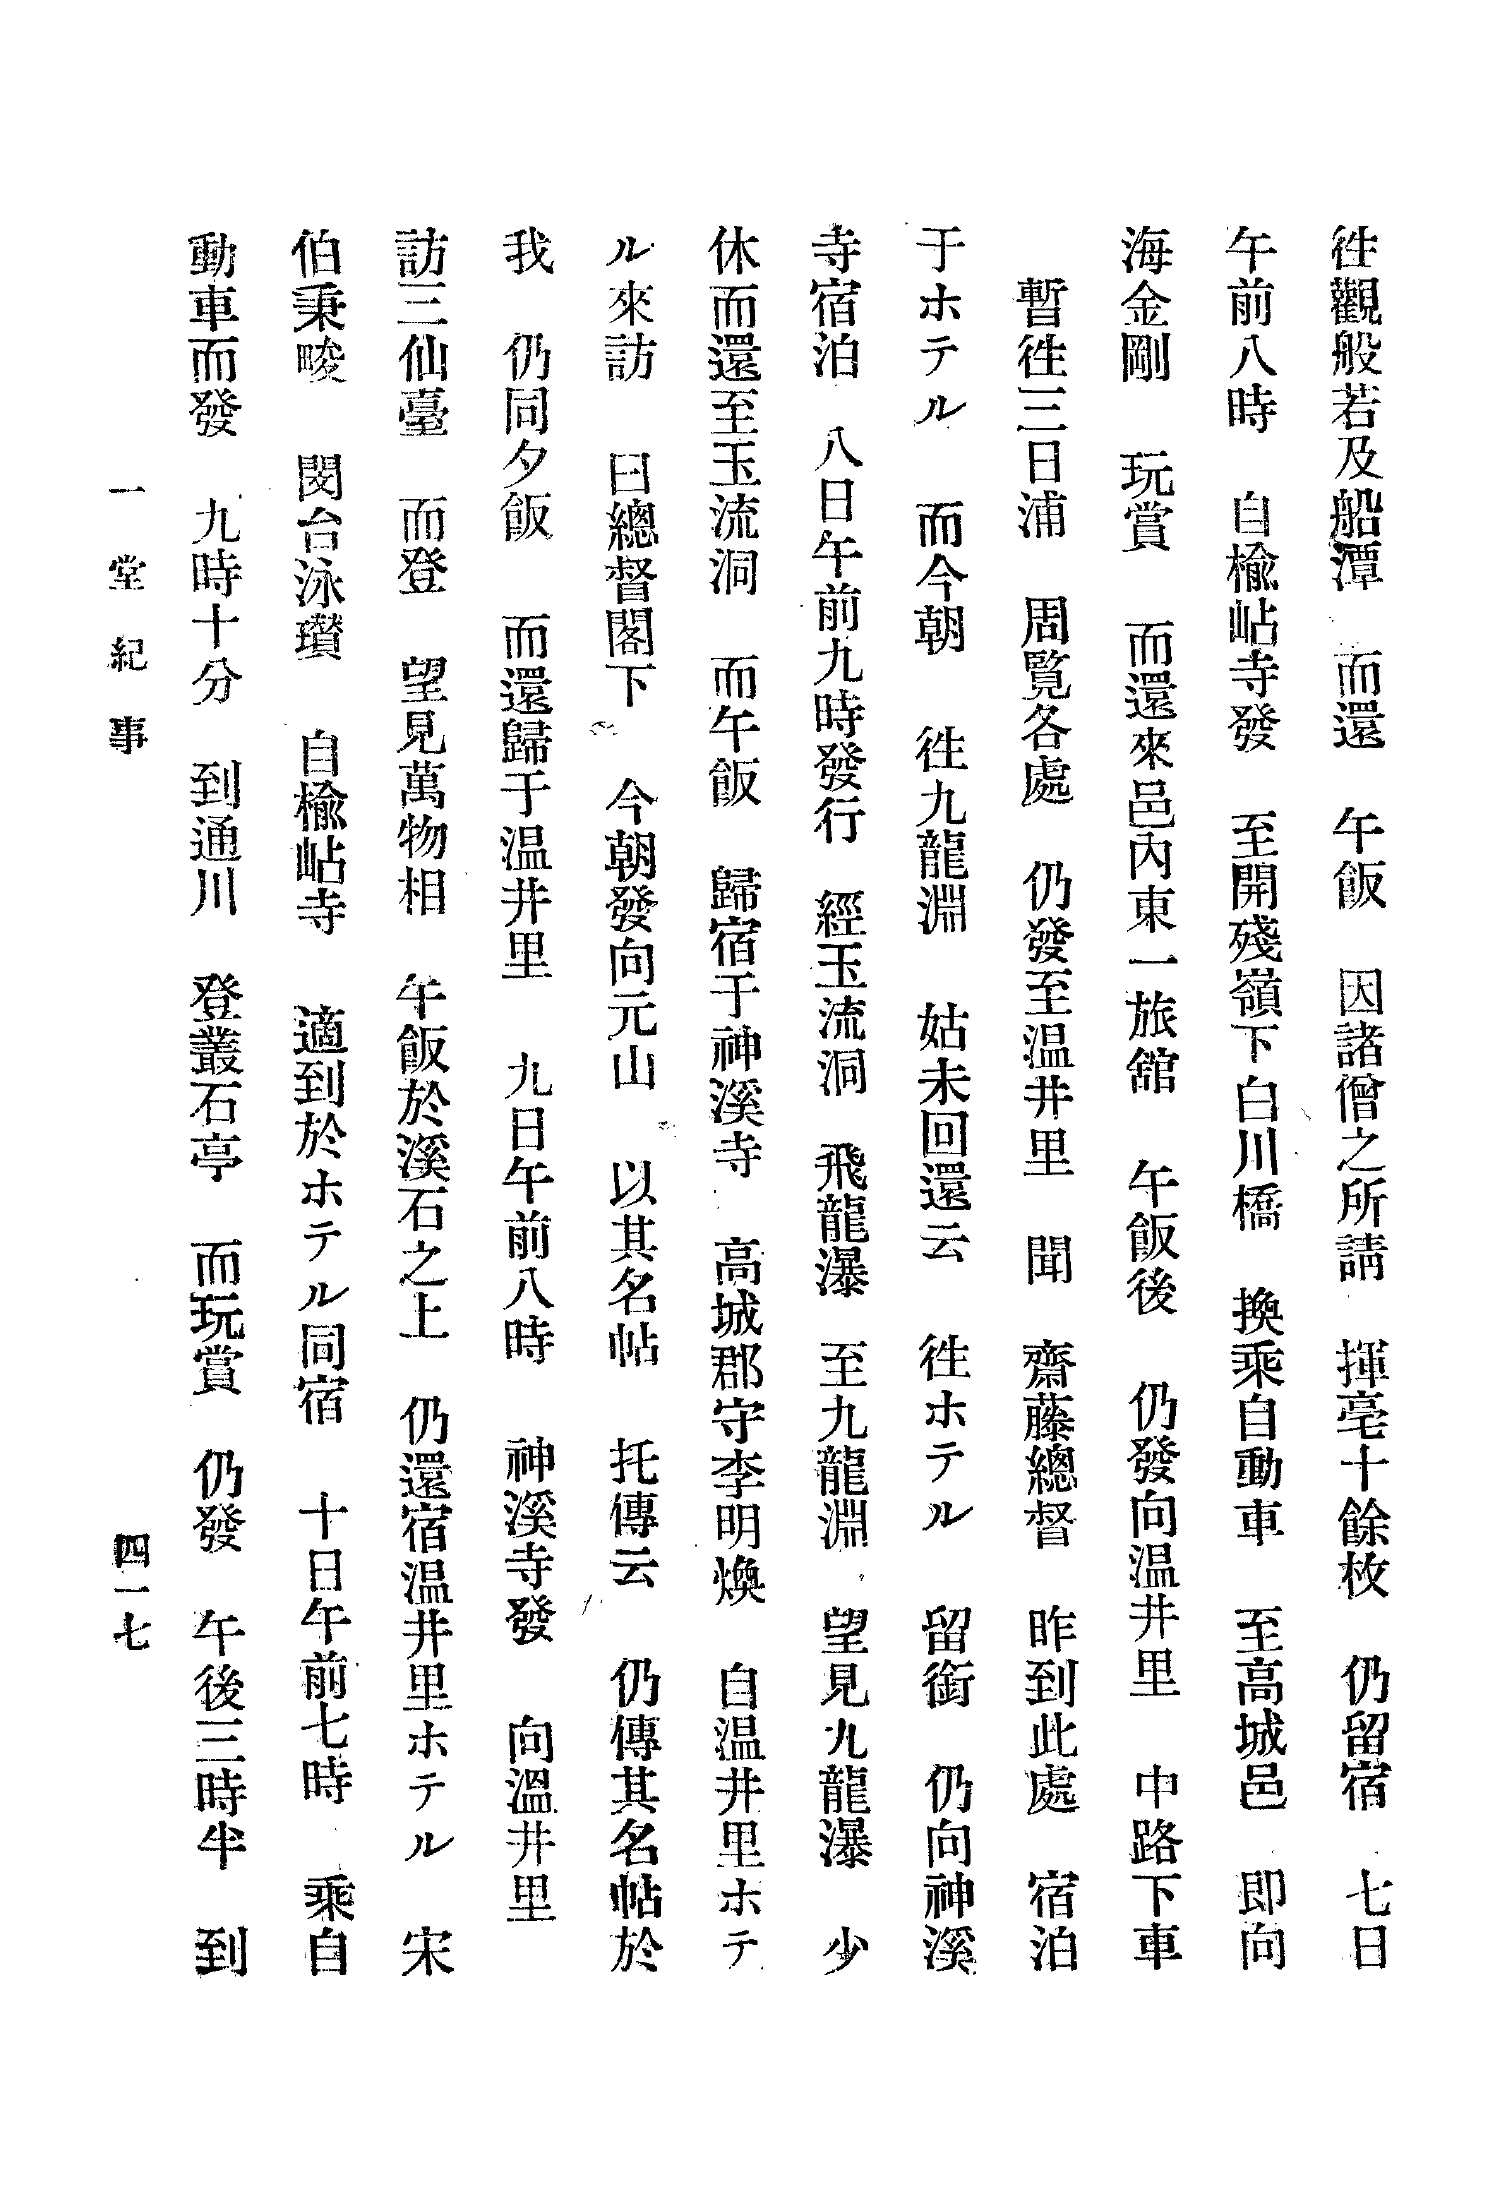 徃觀般若及船潭　而還　午飯　因諸僧之所請　揮毫十餘枚　仍留宿　七日
午前八時　自楡岾寺發　至開殘嶺下白川橋　換乘自動車　至高城邑　即向
海金剛　玩賞　而還來邑內東一旅舘　午飯後　仍發向温井里　中路下車
暫徃三日浦　周覽各處　仍發至温井里　聞　齋藤總督　昨到此處　宿泊
于ホテル　而今朝　徃九龍淵　姑未回還云　徃ホテル　留銜　仍向神溪
寺宿泊　八日午前九時發行　經玉流洞　飛龍瀑　至九龍淵　望見九龍瀑　少
休而還至玉流洞　而午飯　歸宿于神溪寺　高城郡守李明煥　自温井里ホテ
ル來訪　曰總督閣下　今朝發向元山　以其名帖　托傳云　仍傳其名帖於
我　仍同夕飯　而還歸于温井里　九日午前八時　神溪寺發　向溫井里
訪三仙臺　而登　望見萬物相　午飯於溪石之上　仍還宿温井里ホテル　宋
伯秉畯　閔台泳瓚　自楡岾寺　適到於ホテル同宿　十日午前七時　乘自
動車而發　九時十分　到通川　登叢石亭　而玩賞　仍發　午後三時半　到
一堂紀事　四一七